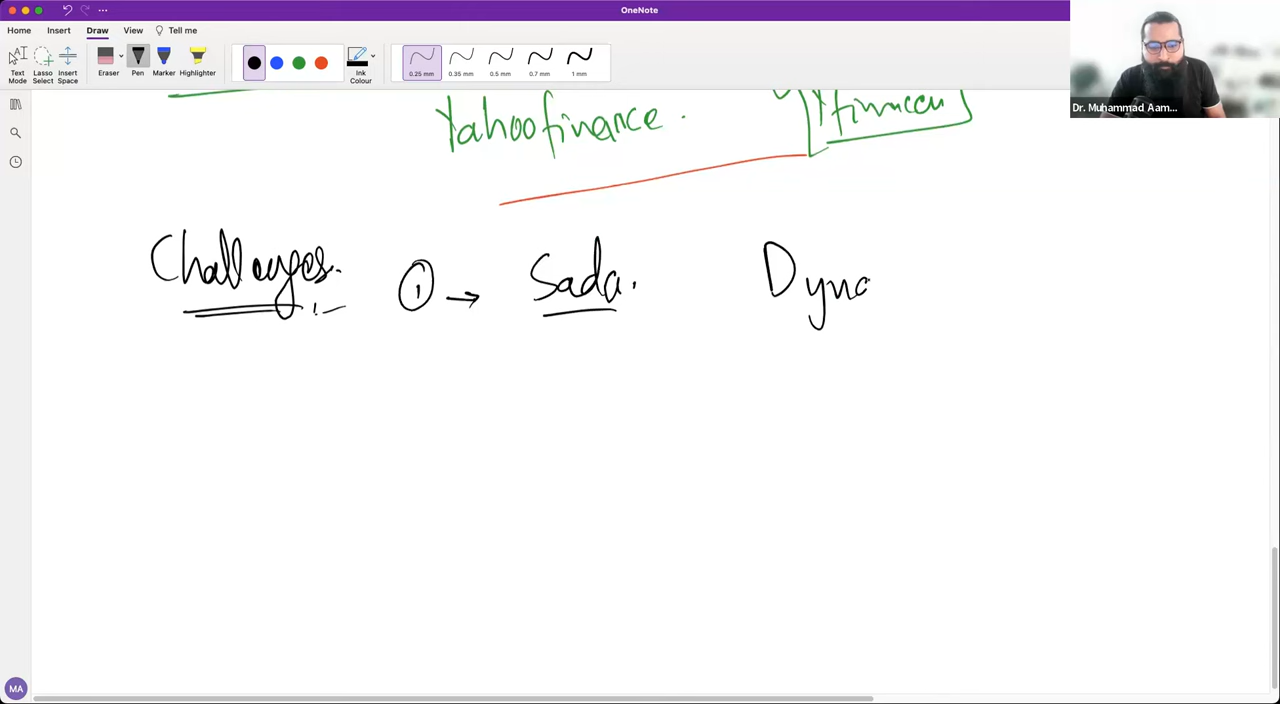 OneNote
Home Insert Draw View Tell me
Text Mode
Lasso Select
Insert Space
Eraser
Pen
Marker
Highlighter
Ink Colour
0.25 mm
0.35 mm
0.5 mm
0.7 mm
1 mm
Dr. Muhammad Aam...
Yahoofinance.
Challenges. ① → Sada. Dyna
MA